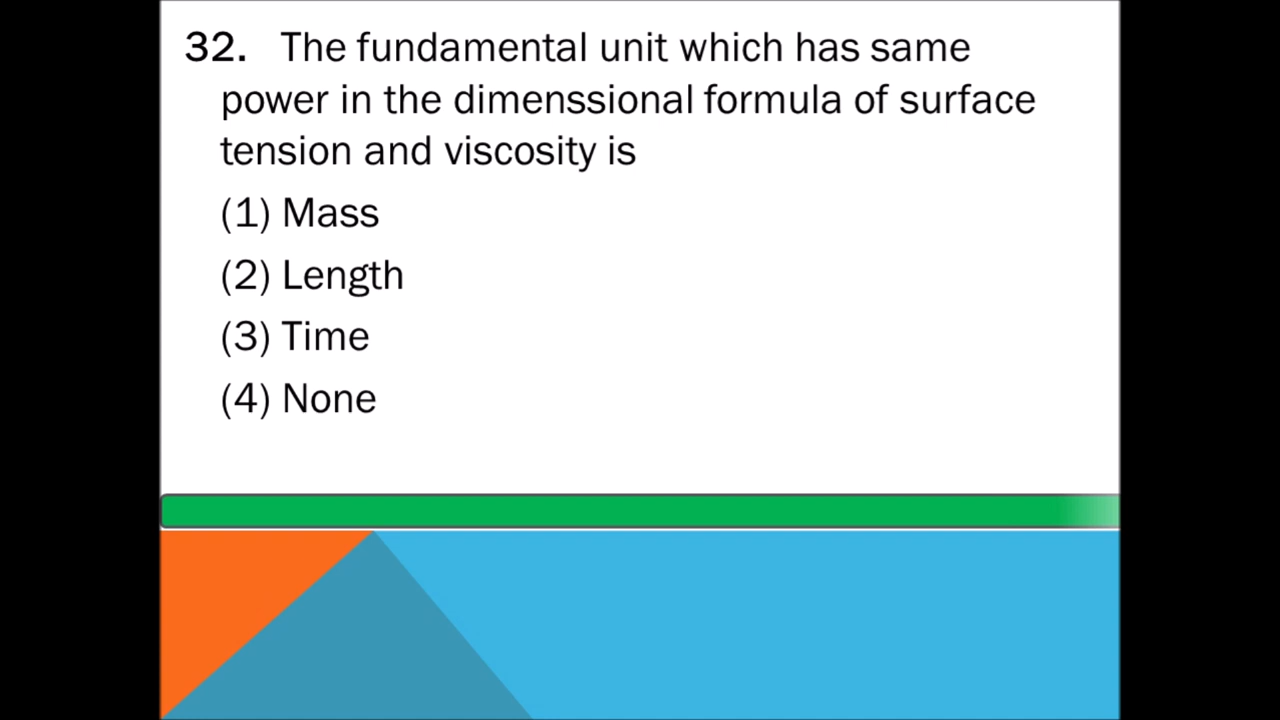 32. The fundamental unit which has same
power in the dimenssional formula of surface
tension and viscosity is
(1) Mass
(2) Length
(3) Time
(4) None